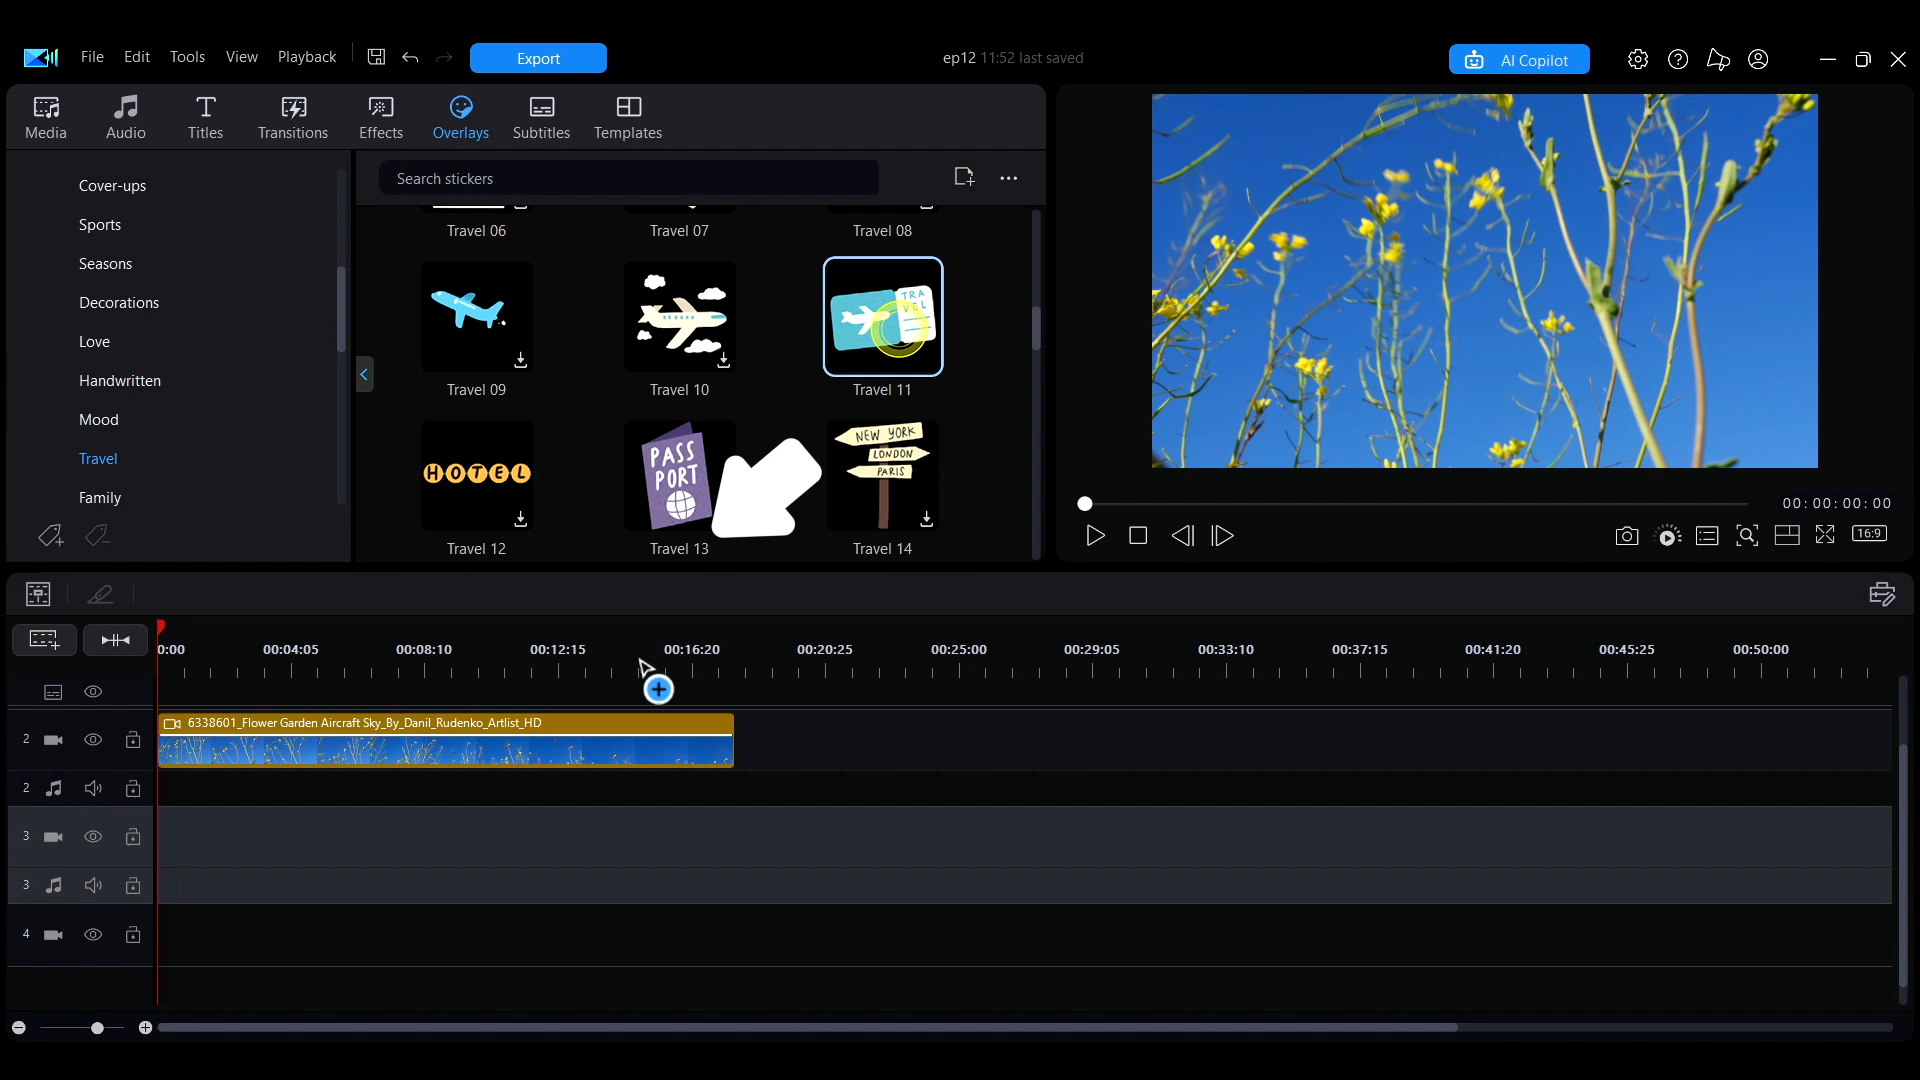 File Edit Tools View Playback Export ep12 11:52 last saved AI Copilot
Media Audio Titles Transitions Effects Overlays Subtitles Templates
Search stickers
Cover-ups
Sports
Seasons
Decorations
Love
Handwritten
Mood
Travel
Family
Travel 06 Travel 07 Travel 08
TRA
VEL
Travel 09 Travel 10 Travel 11
HOTEL
PASS
PORT
NEW YORK
LONDON
PARIS
Travel 12 Travel 13 Travel 14
00:00:00:00
16:9
0:00 00:04:05 00:08:10 00:12:15 00:16:20 00:20:25 00:25:00 00:29:05 00:33:10 00:37:15 00:41:20 00:45:25 00:50:00
6338601_Flower Garden Aircraft Sky_By_Danil_Rudenko_Artlist_HD
2
2
3
3
4